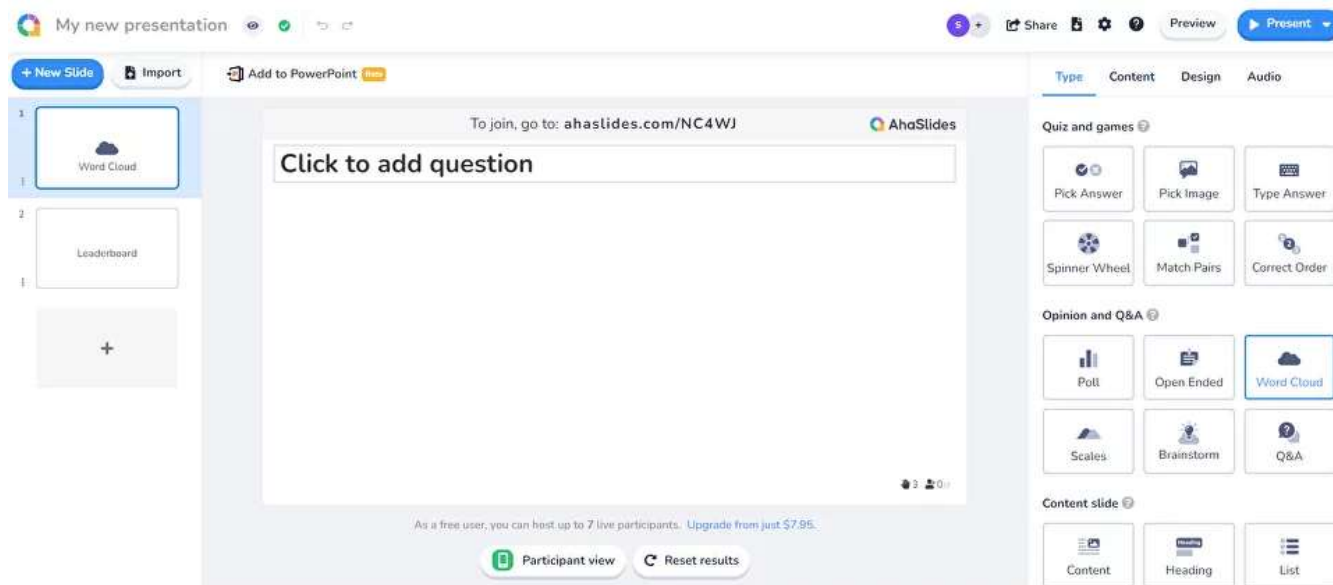 My new presentation
S
+
Share
Preview
Present
+ New Slide
Import
Add to PowerPoint Beta
Type
Content
Design
Audio
1
Word Cloud
2
Leaderboard
+
To join, go to: ahaslides.com/NC4WJ
AhaSlides
Click to add question
3
0
As a free user, you can host up to 7 live participants. Upgrade from just $7.95.
Participant view
Reset results
Quiz and games
Pick Answer
Pick Image
Type Answer
Spinner Wheel
Match Pairs
Correct Order
Opinion and Q&A
Poll
Open Ended
Word Cloud
Scales
Brainstorm
Q&A
Content slide
Content
Heading
Heading
List